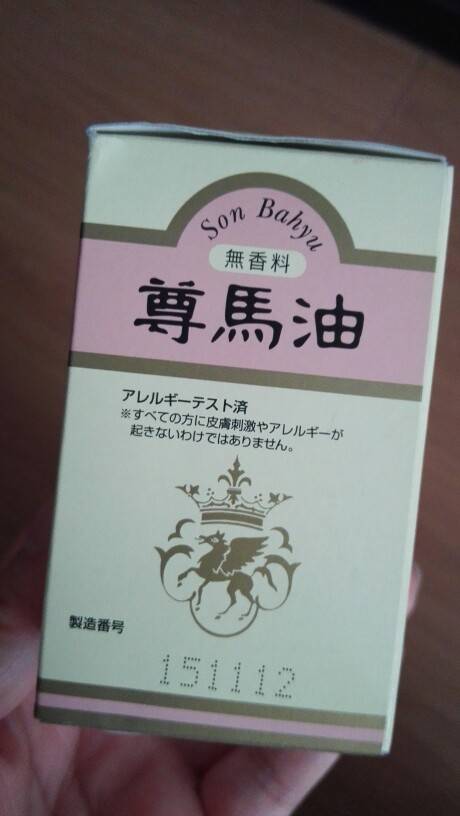 Son Bahyu
無香料
尊馬油
アレルギーテスト済
※すべての方に皮膚刺激やアレルギーが
起きないわけではありません。
製造番号
151112